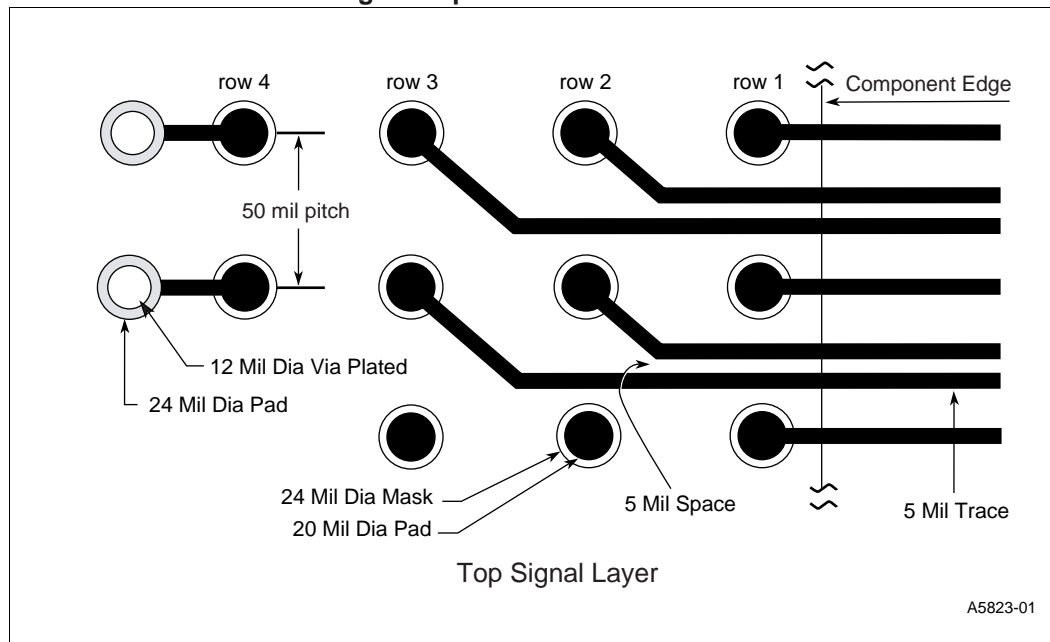 row 4
row 3
row 2
row 1
Component Edge
50 mil pitch
12 Mil Dia Via Plated
24 Mil Dia Pad
24 Mil Dia Mask
20 Mil Dia Pad
5 Mil Space
5 Mil Trace
Top Signal Layer
A5823-01